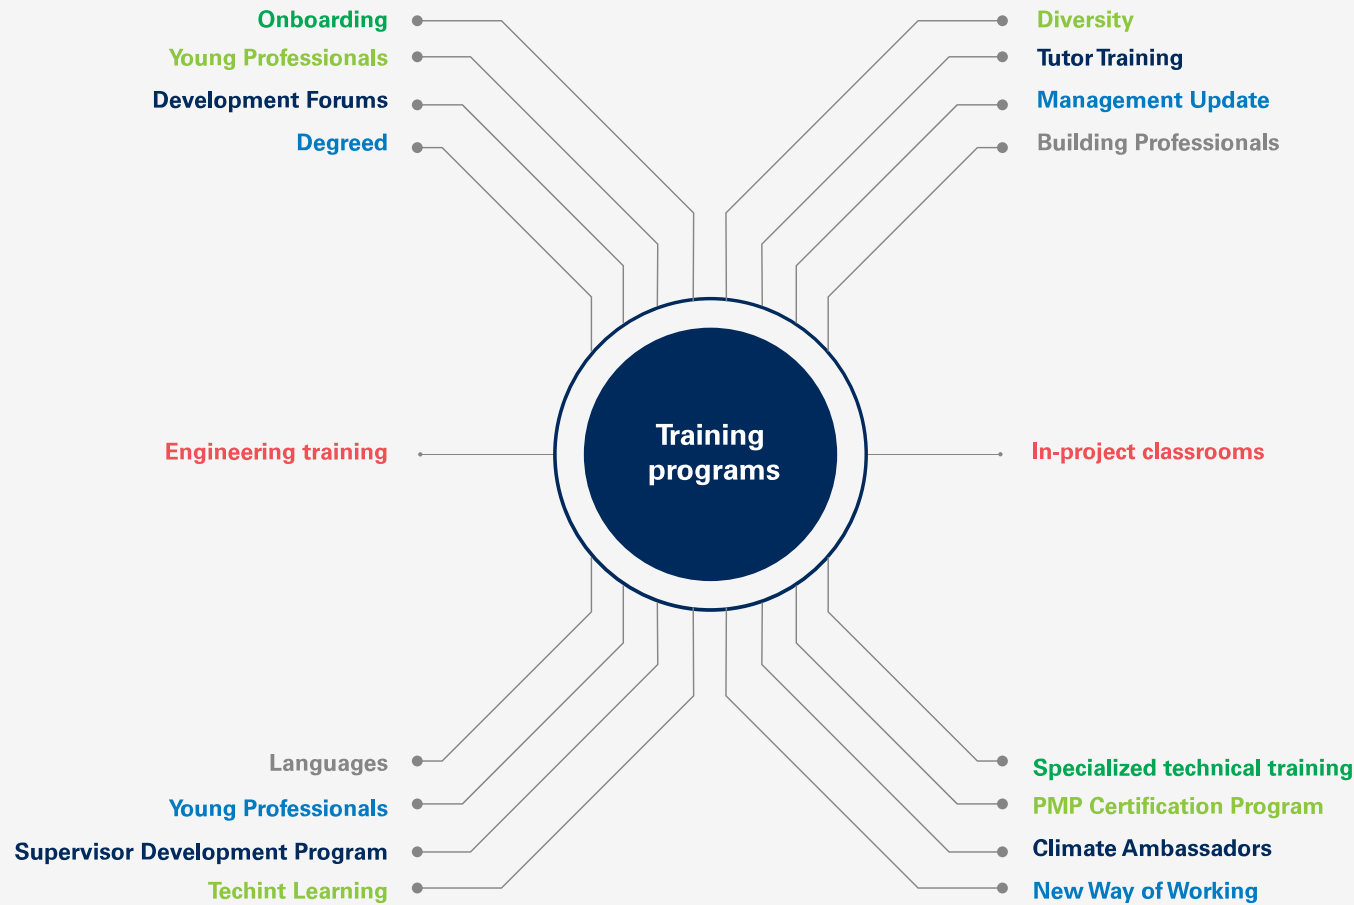 Onboarding
Young Professionals
Development Forums
Degreed
Diversity
Tutor Training
Management Update
Building Professionals
Engineering training
Training
programs
In-project classrooms
Languages
Young Professionals
Supervisor Development Program
Techint Learning
Specialized technical training
PMP Certification Program
Climate Ambassadors
New Way of Working